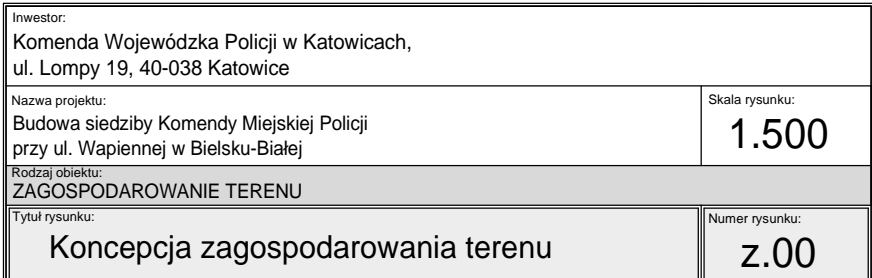 Inwestor:
Komenda Wojewódzka Policji w Katowicach,
ul. Lompy 19, 40-038 Katowice
Nazwa projektu:
Budowa siedziby Komendy Miejskiej Policji
przy ul. Wapiennej w Bielsku-Białej
Skala rysunku:
1.500
Rodzaj obiektu:
ZAGOSPODAROWANIE TERENU
Tytuł rysunku:
Koncepcja zagospodarowania terenu
Numer rysunku:
z.00